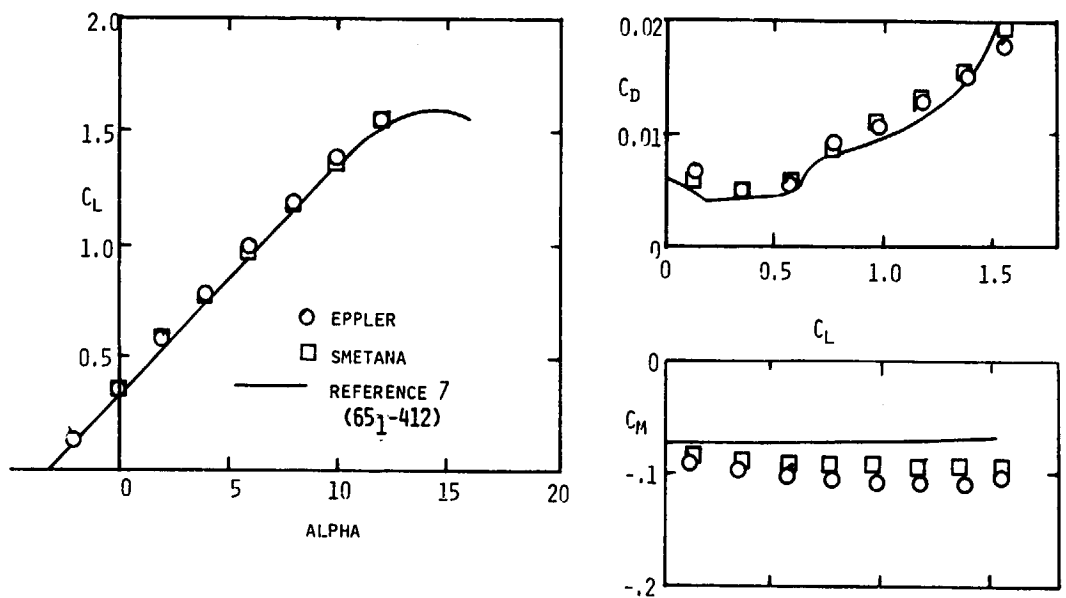 2.0
1.5
C_L
1.0
0.5
○ EPPLER
□ SMETANA
REFERENCE 7
(65₁-412)
0 5 10 15 20
ALPHA
0.02
C_D
0.01
0
0 0.5 1.0 1.5
C_L
0
C_M
-.1
-.2